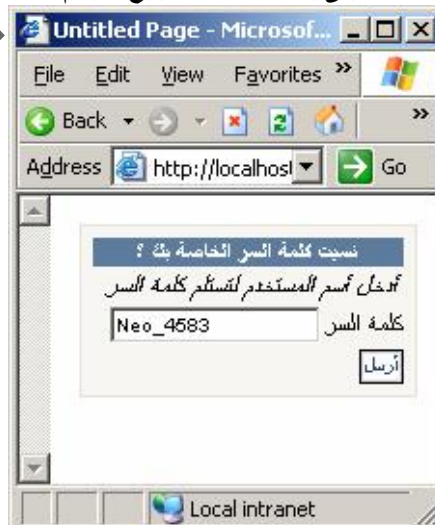 Untitled Page - Microsof...
File Edit View Favorites »
Back »
Address http://localhost Go
نسيت كلمة السر الخاصة بك ؟
أدخل أسم المستخدم لتستلم كلمة السر
كلمة السر Neo_4583
أرسل
Local intranet